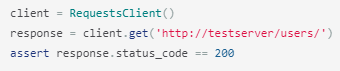 client = RequestsClient()
response = client.get('http://testserver/users/')
assert response.status_code == 200